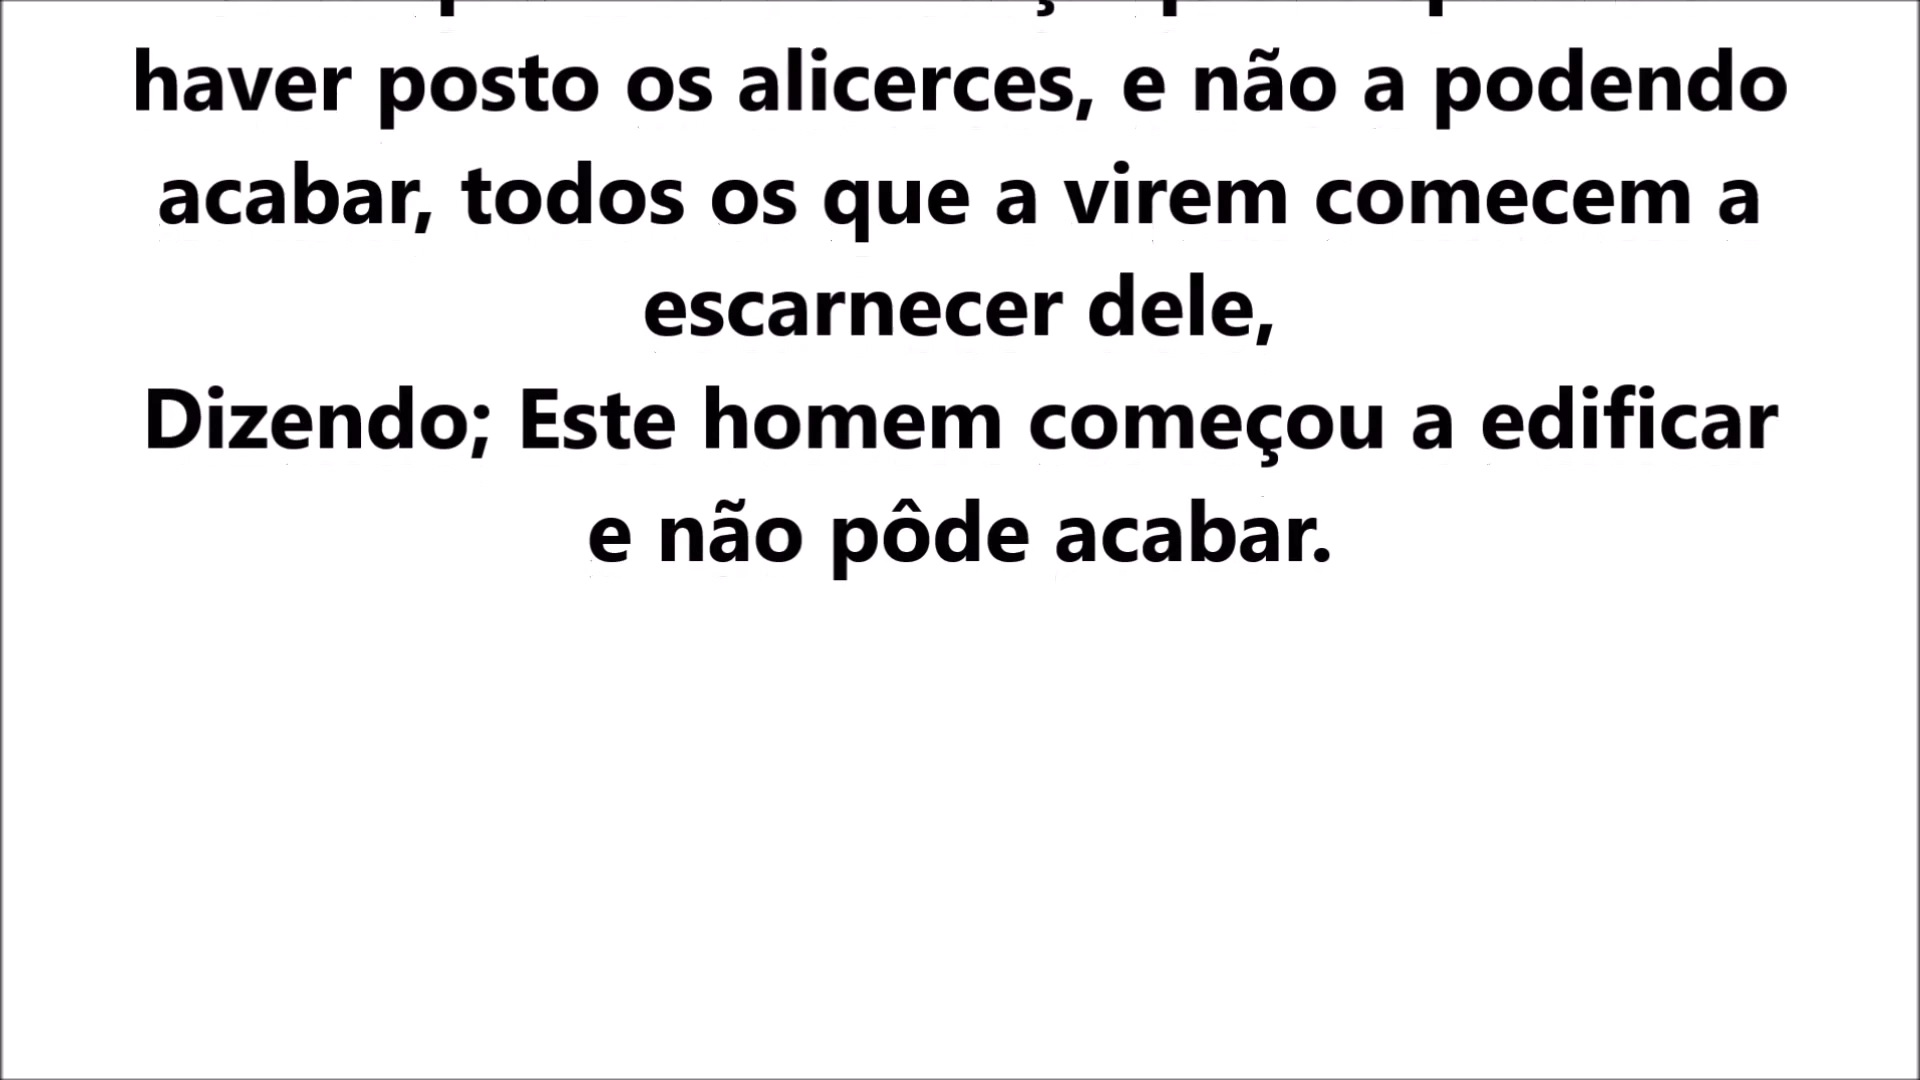 haver posto os alicerces, e não a podendo
acabar, todos os que a virem comecem a
escarnecer dele,
Dizendo; Este homem começou a edificar
e não pôde acabar.